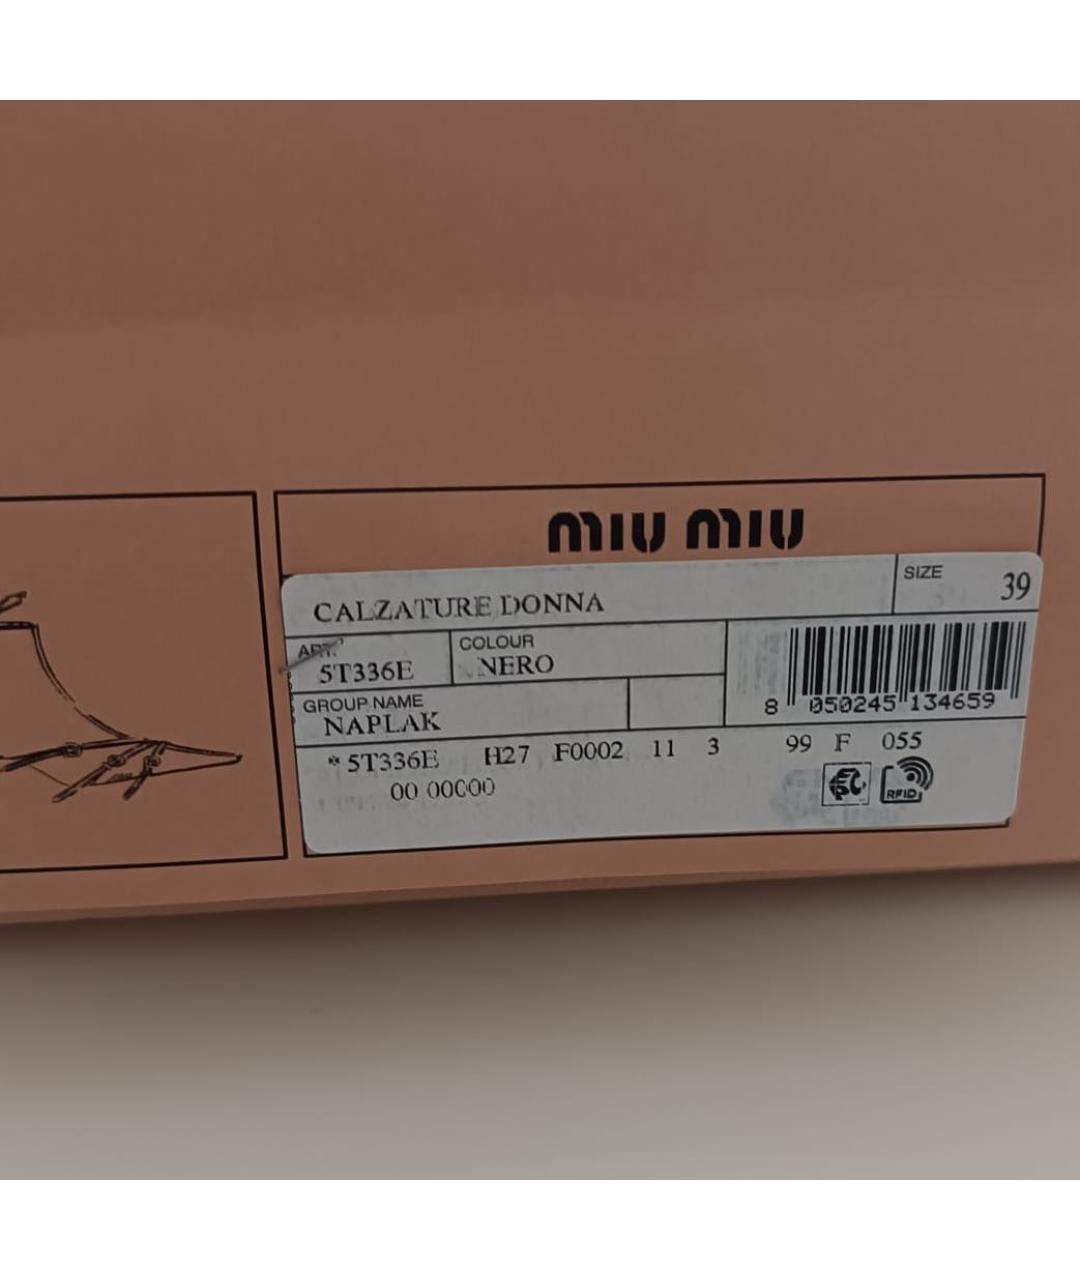 miu miu
CALZATURE DONNA
SIZE
39
ART.
5T336E
COLOUR
NERO
GROUP NAME
NAPLAK
8 050245 134659
* 5T336E H27 F0002 11 3 99 F 055
00 00000
RFID